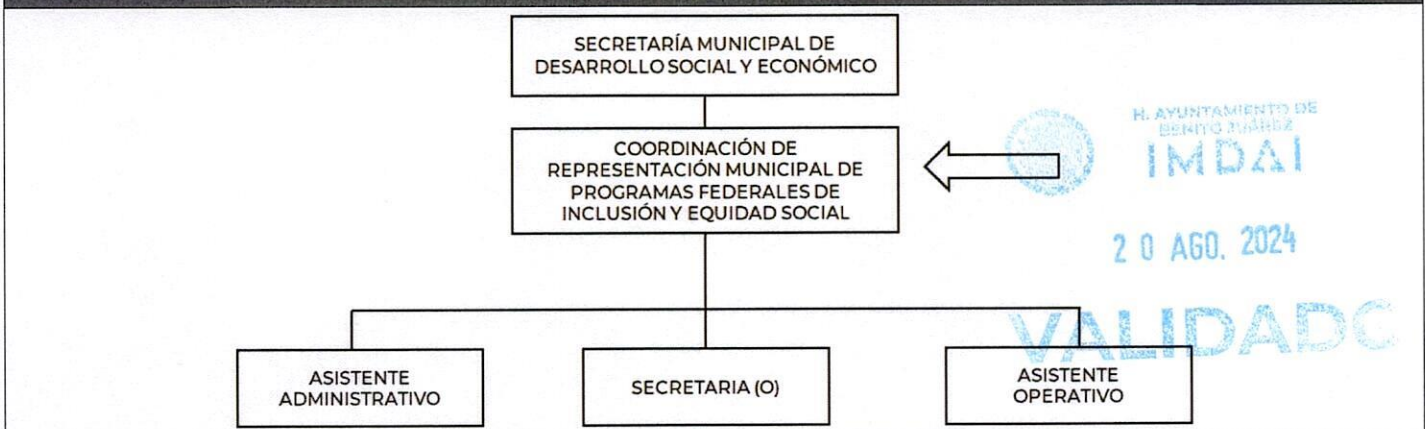 SECRETARÍA MUNICIPAL DE
DESARROLLO SOCIAL Y ECONÓMICO
COORDINACIÓN DE
REPRESENTACIÓN MUNICIPAL DE
PROGRAMAS FEDERALES DE
INCLUSIÓN Y EQUIDAD SOCIAL
H. AYUNTAMIENTO DE
BENITO JUÁREZ
IMDAI
20 AGO. 2024
VALIDADO
ASISTENTE
ADMINISTRATIVO
SECRETARIA (O)
ASISTENTE
OPERATIVO